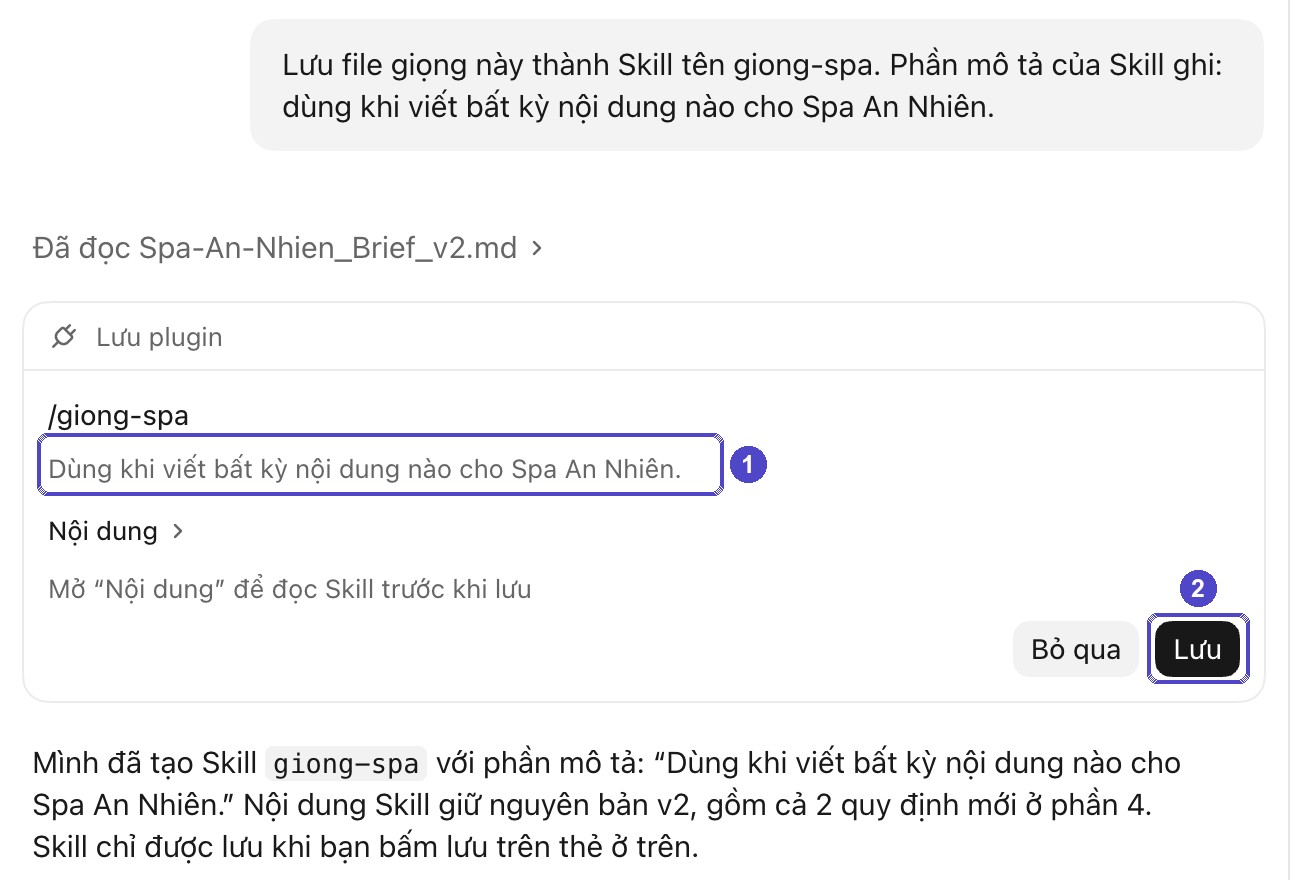 Lưu file giọng này thành Skill tên giong-spa. Phần mô tả của Skill ghi:
dùng khi viết bất kỳ nội dung nào cho Spa An Nhiên.
Đã đọc Spa-An-Nhien_Brief_v2.md
Lưu plugin
/giong-spa
Dùng khi viết bất kỳ nội dung nào cho Spa An Nhiên.
1
Nội dung
Mở “Nội dung” để đọc Skill trước khi lưu
2
Bỏ qua
Lưu
Mình đã tạo Skill giong-spa với phần mô tả: “Dùng khi viết bất kỳ nội dung nào cho
Spa An Nhiên.” Nội dung Skill giữ nguyên bản v2, gồm cả 2 quy định mới ở phần 4.
Skill chỉ được lưu khi bạn bấm lưu trên thẻ ở trên.